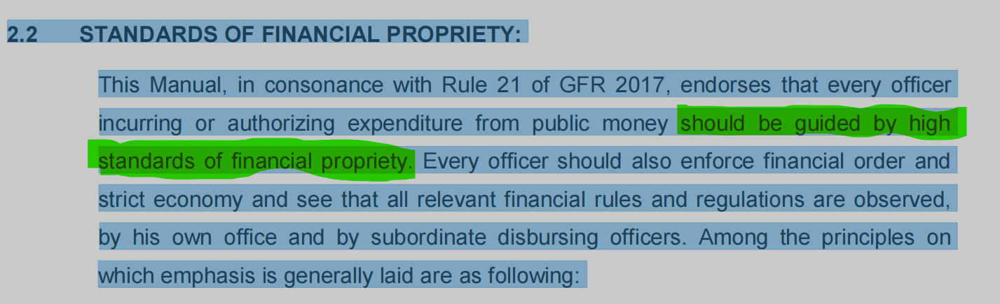 2.2 STANDARDS OF FINANCIAL PROPRIETY:
This Manual, in consonance with Rule 21 of GFR 2017, endorses that every officer
incurring or authorizing expenditure from public money should be guided by high
standards of financial propriety. Every officer should also enforce financial order and
strict economy and see that all relevant financial rules and regulations are observed,
by his own office and by subordinate disbursing officers. Among the principles on
which emphasis is generally laid are as following: